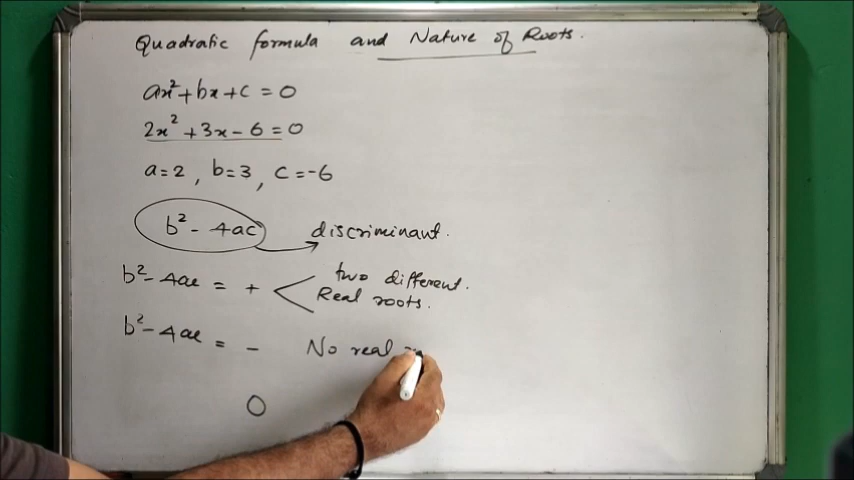 Quadratic formula and Nature of Roots.
ax²+bx+c=0
2x²+3x-6=0
a=2, b=3, c=-6
b²-4ac discriminant.
b²-4ac = + two different.
Real roots.
b²-4ac = - No real
0